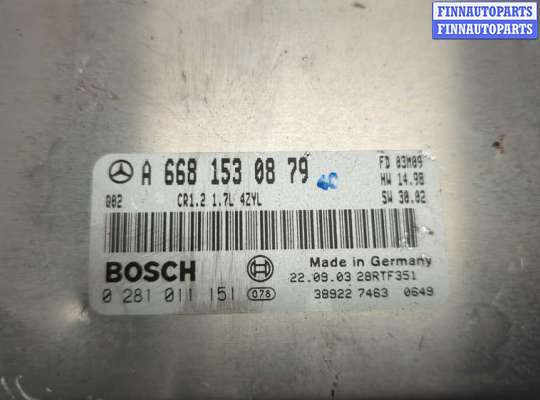 FINNAUTOPARTS
FINNAUTOPARTS
A 668 153 08 79
FD 03M09
HW 14.98
Q02 CR1.2 1.7L 4ZYL
SW 30.02
BOSCH
Made in Germany
22.09.03 28RTF351
0 281 011 151 078
38922 7463 0649